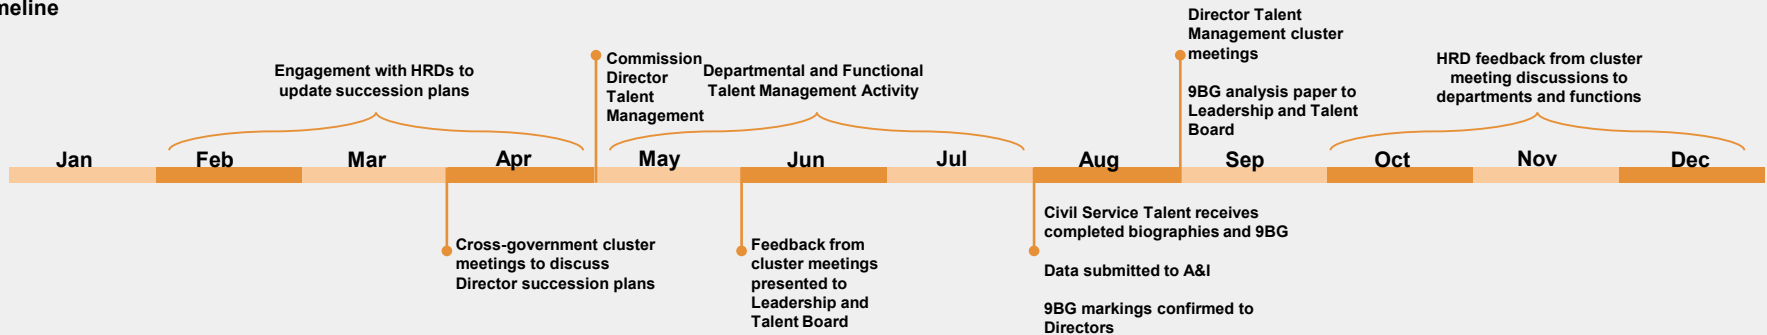 meline
Engagement with HRDs to
update succession plans
Commission
Director
Talent
Management
Departmental and Functional
Talent Management Activity
Director Talent
Management cluster
meetings
9BG analysis paper to
Leadership and Talent
Board
HRD feedback from cluster
meeting discussions to
departments and functions
Jan
Feb
Mar
Apr
May
Jun
Jul
Aug
Sep
Oct
Nov
Dec
Cross-government cluster
meetings to discuss
Director succession plans
Feedback from
cluster meetings
presented to
Leadership and
Talent Board
Civil Service Talent receives
completed biographies and 9BG
Data submitted to A&I
9BG markings confirmed to
Directors